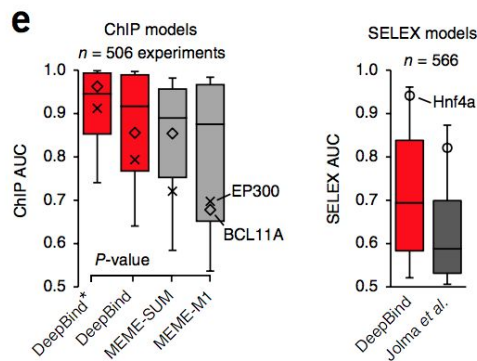 e
ChIP models
n = 506 experiments
ChIP AUC
1.0
0.9
0.8
0.7
0.6
0.5
EP300
BCL11A
P-value
DeepBind*
DeepBind
MEME-SUM
MEME-M1
SELEX models
n = 566
SELEX AUC
1.0
0.9
0.8
0.7
0.6
0.5
Hnf4a
DeepBind
Jolma et al.